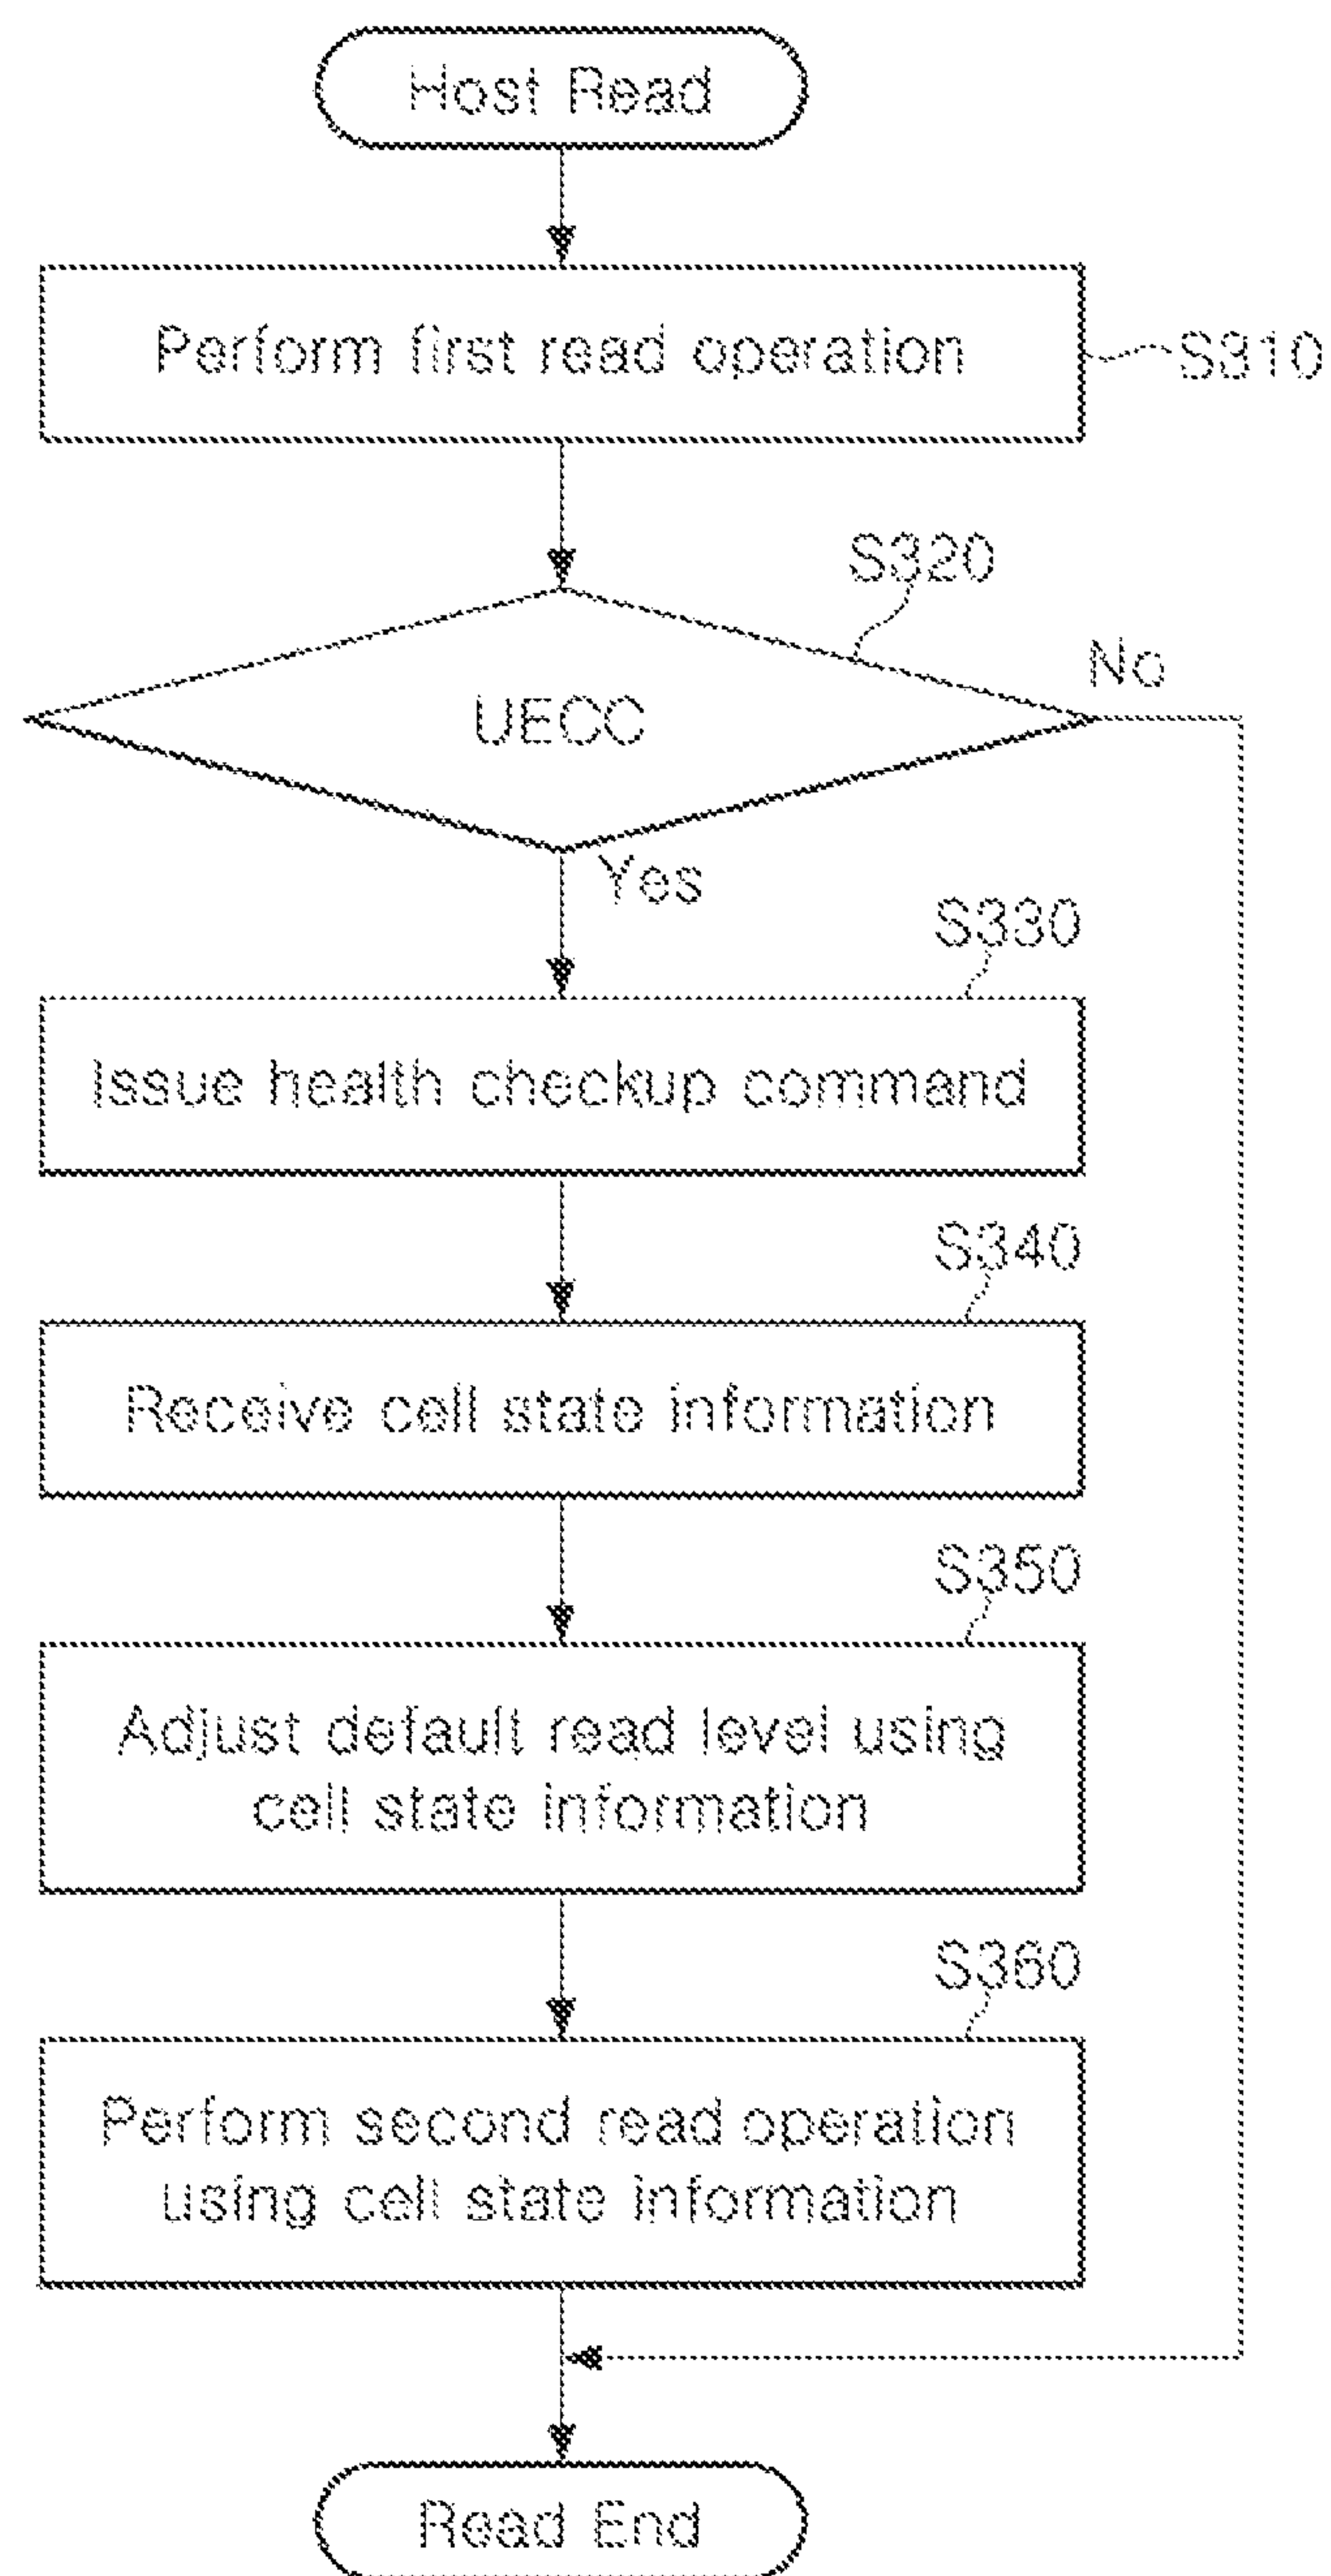 Host Read
Perform first read operation
S310
S320
UECC
No
Yes
S330
Issue health checkup command
S340
Receive cell state information
S350
Adjust default read level using
cell state information
S360
Perform second read operation
using cell state information
Read End